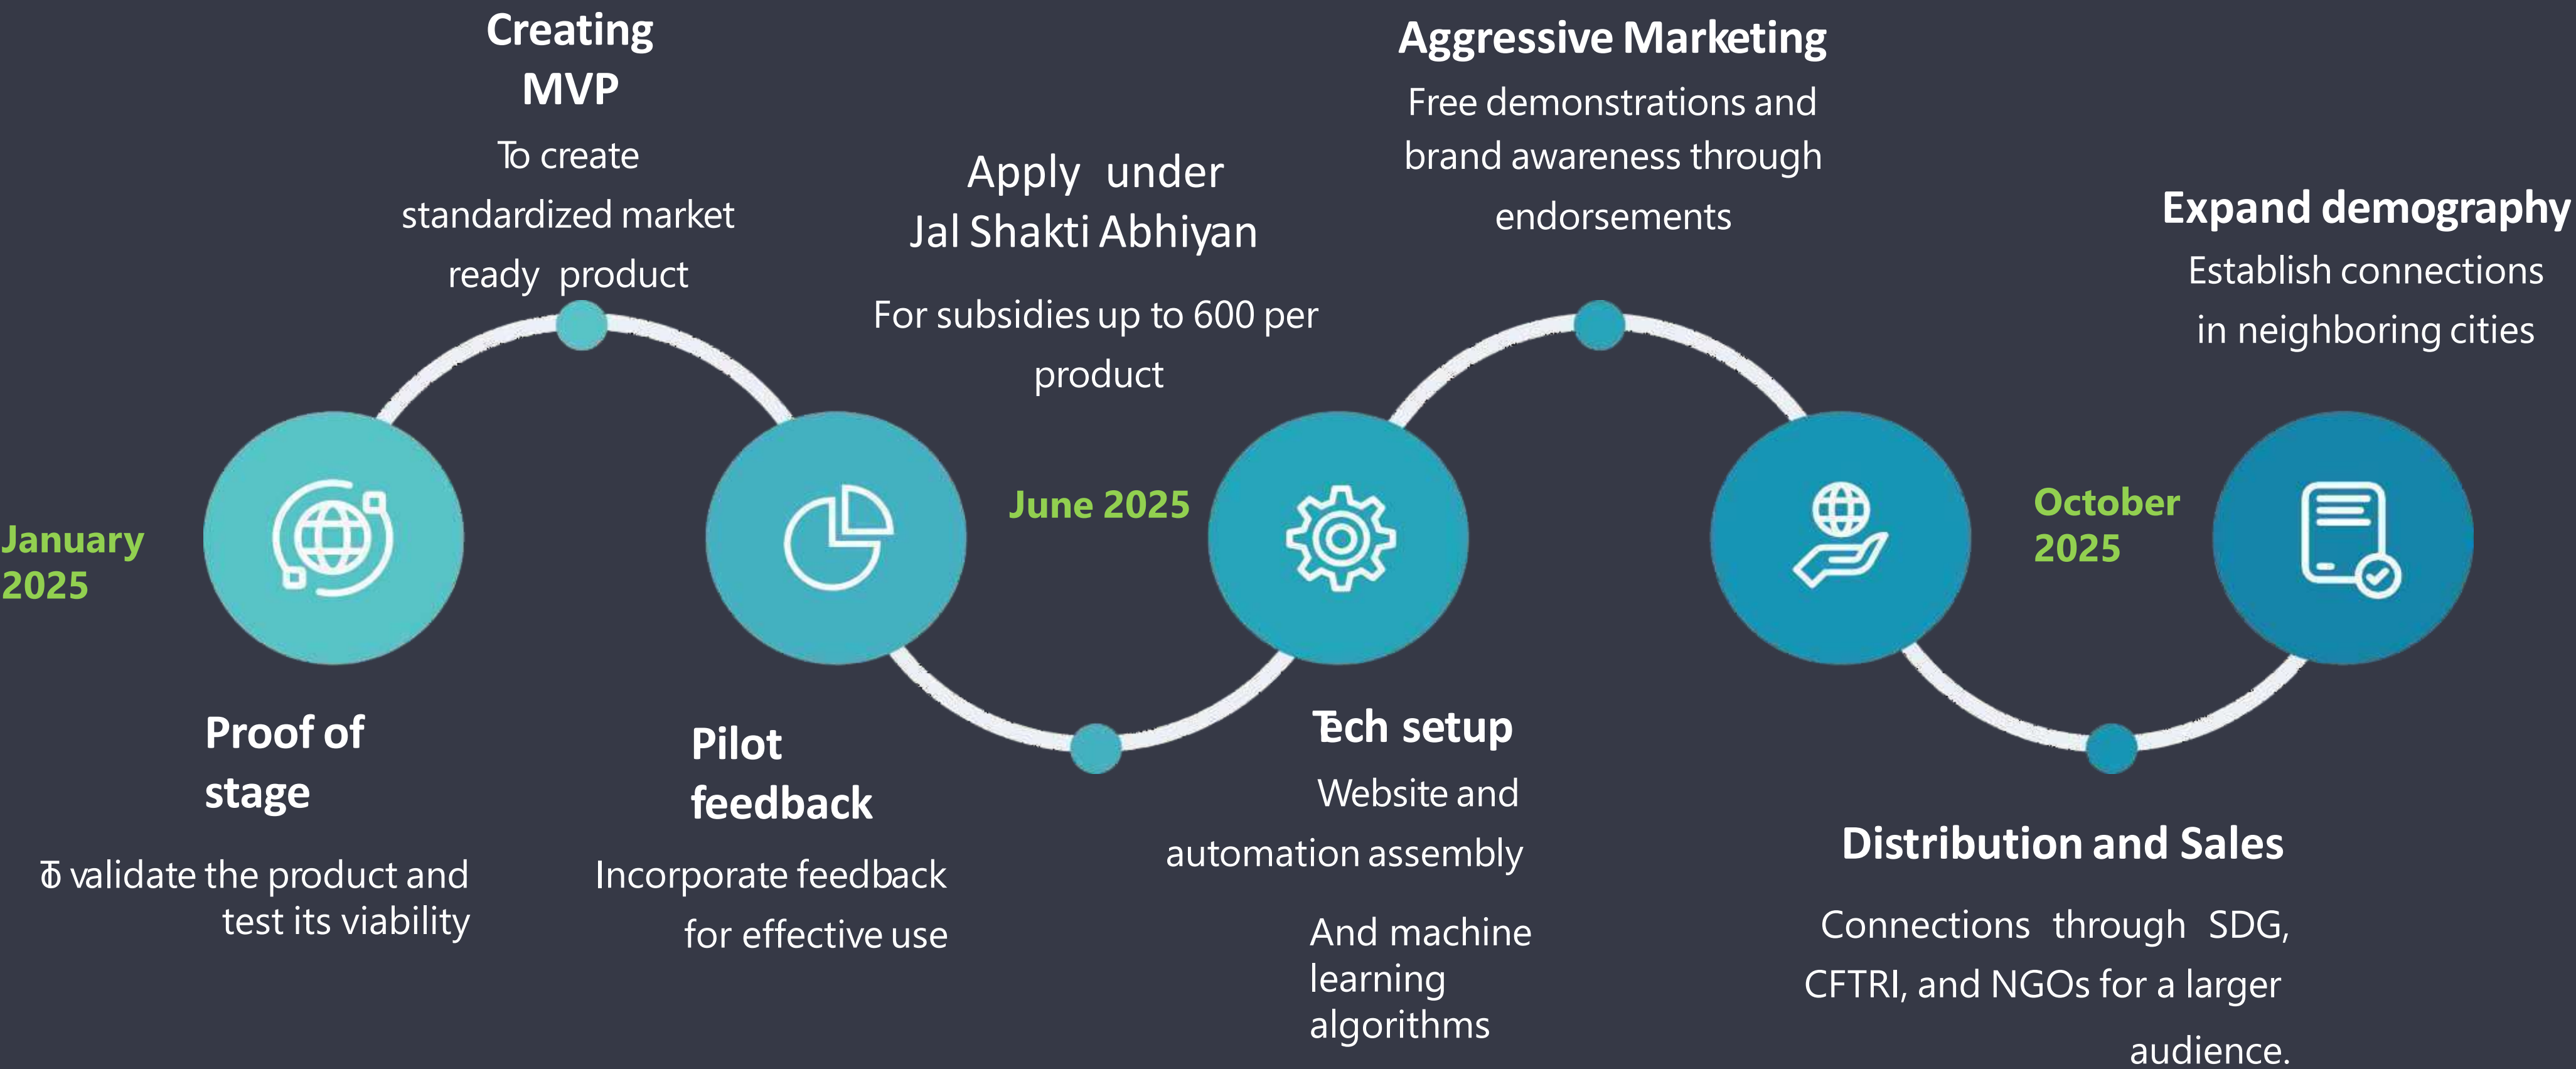 January
2025
Proof of
stage
To validate the product and
test its viability
Creating
MVP
To create
standardized market
ready product
Pilot
feedback
Incorporate feedback
for effective use
Apply under
Jal Shakti Abhiyan
For subsidies up to 600 per
product
June 2025
Tech setup
Website and
automation assembly
And machine
learning
algorithms
Aggressive Marketing
Free demonstrations and
brand awareness through
endorsements
October
2025
Distribution and Sales
Connections through SDG,
CFTRI, and NGOs for a larger
audience.
Expand demography
Establish connections
in neighboring cities